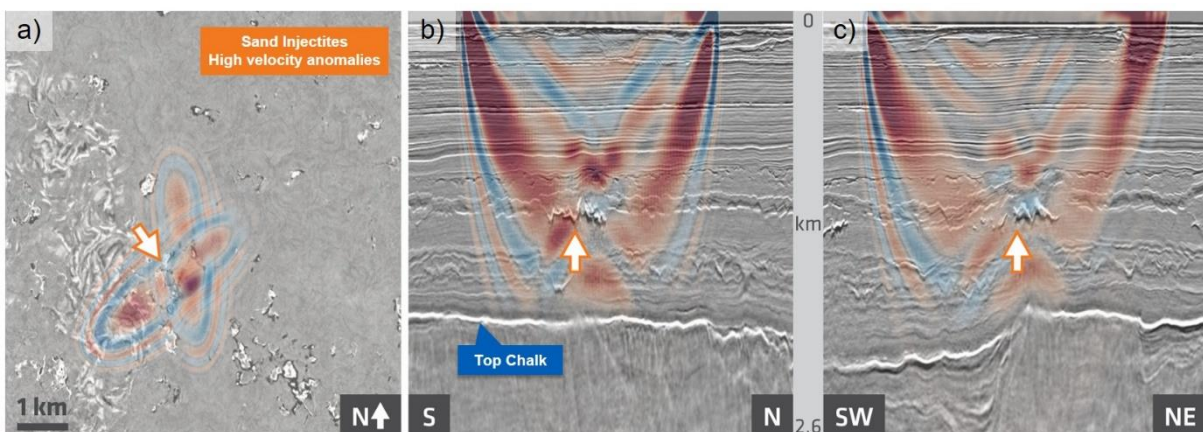 a)
Sand Injectites
High velocity anomalies
1 km
N
b)
Top Chalk
S
N
0
km
2.6
c)
SW
NE